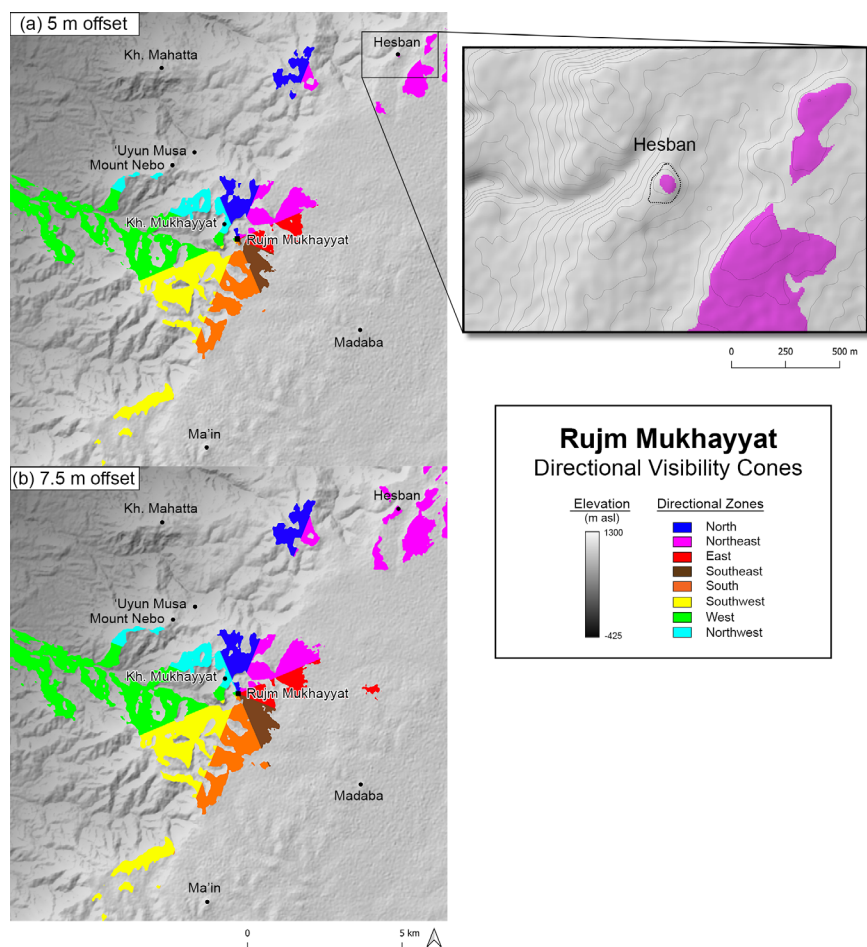 (a) 5 m offset
Hesban
Kh. Mahatta
'Uyun Musa
Mount Nebo
Kh. Mukhayyat
Rujm Mukhayyat
Madaba
Ma'in
Hesban
0 250 500 m
(b) 7.5 m offset
Hesban
Kh. Mahatta
'Uyun Musa
Mount Nebo
Kh. Mukhayyat
Rujm Mukhayyat
Madaba
Ma'in
0 5 km
Rujm Mukhayyat
Directional Visibility Cones
Elevation
(m asl)
1300
-425
Directional Zones
North
Northeast
East
Southeast
South
Southwest
West
Northwest